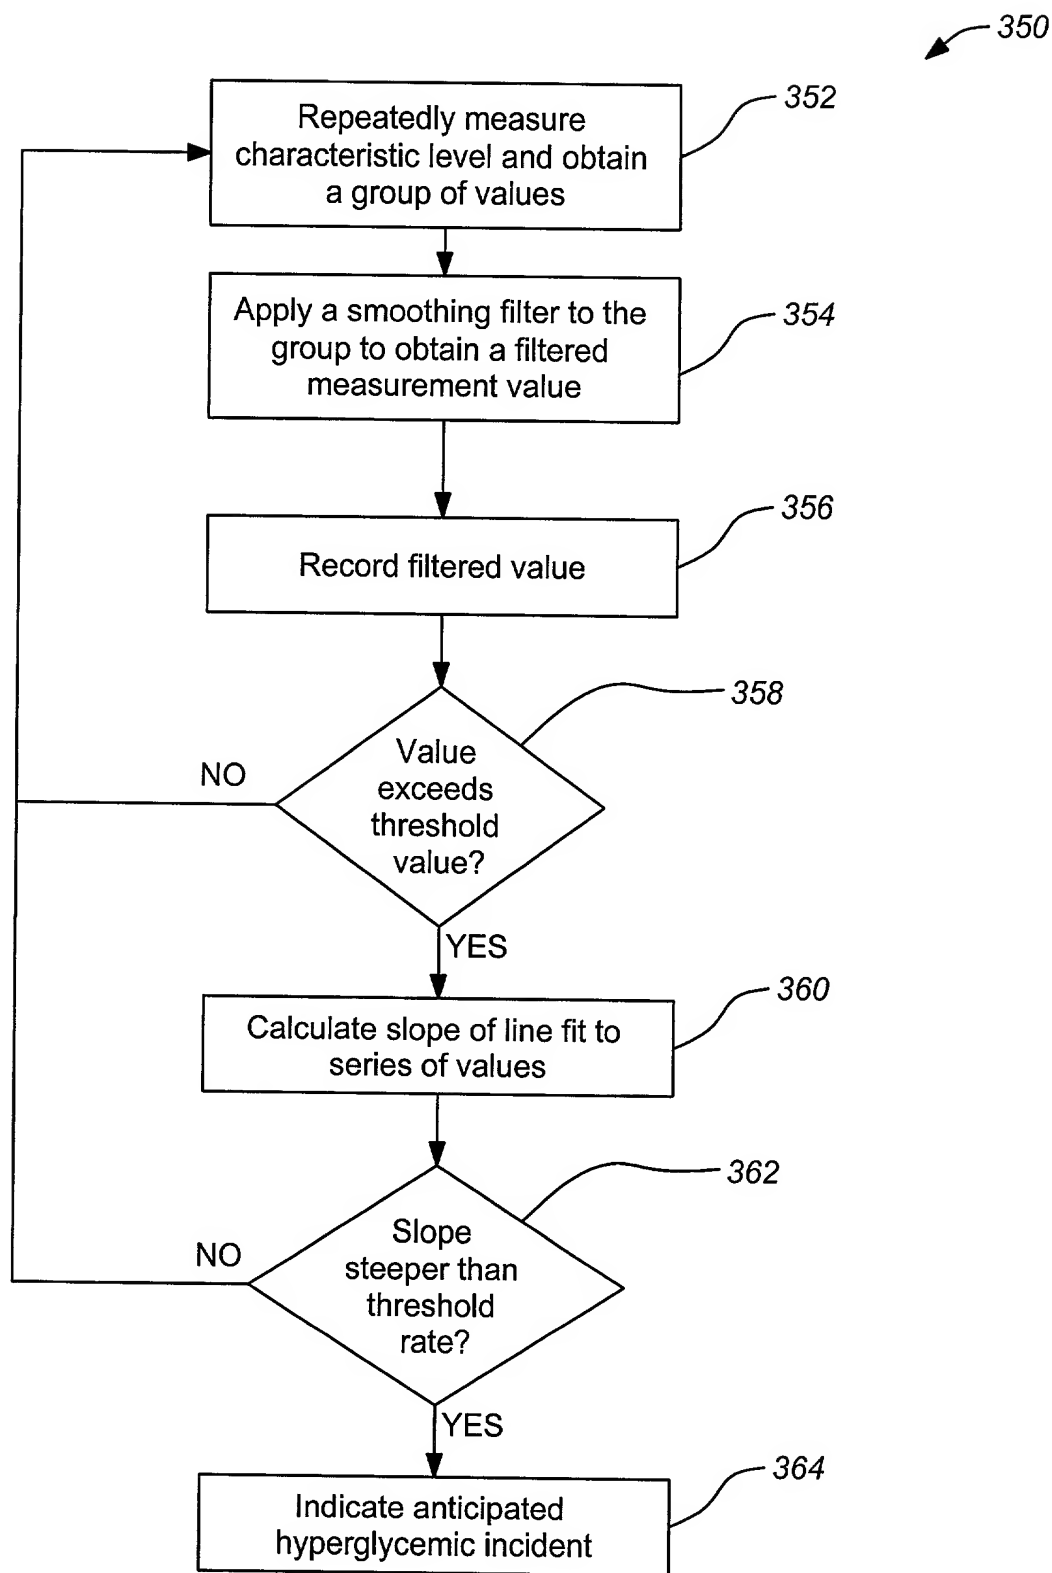 350
352
Repeatedly measure
characteristic level and obtain
a group of values
354
Apply a smoothing filter to the
group to obtain a filtered
measurement value
356
Record filtered value
358
Value
exceeds
threshold
value?
NO
YES
360
Calculate slope of line fit to
series of values
362
Slope
steeper than
threshold
rate?
NO
YES
364
Indicate anticipated
hyperglycemic incident